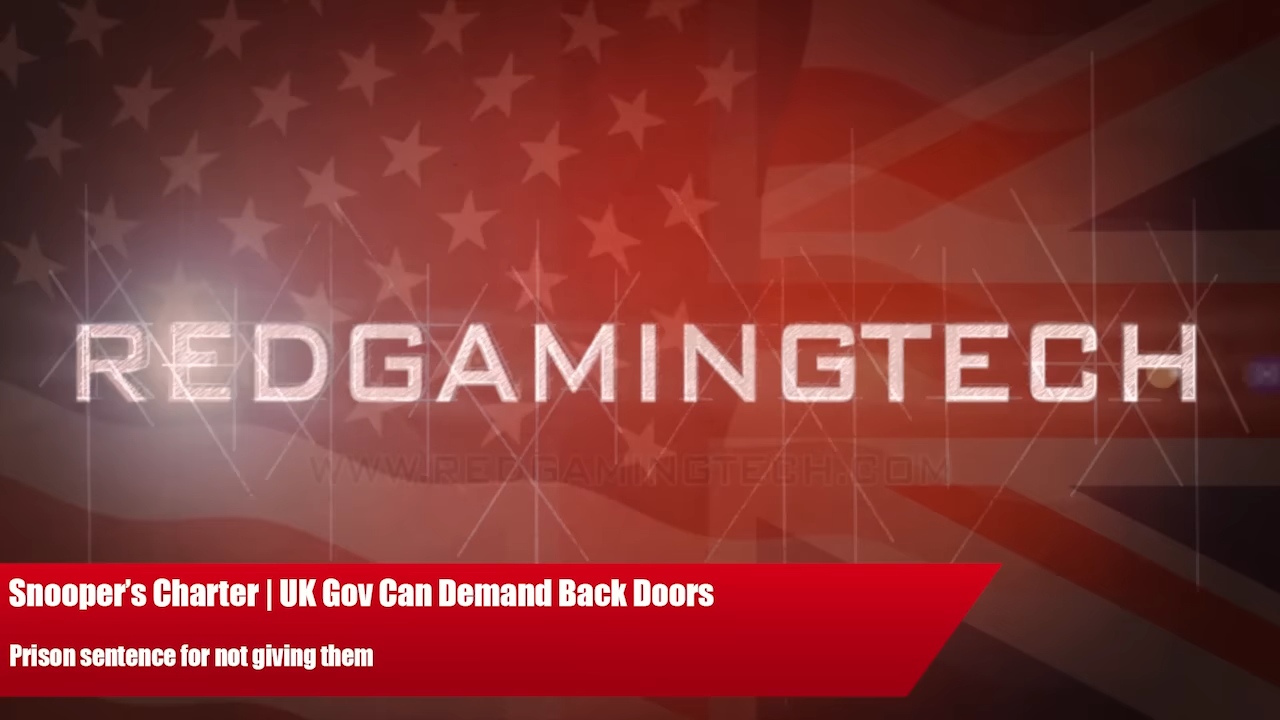 REDGAMINGTECH
WWW.REDGAMINGTECH.COM
Snooper's Charter | UK Gov Can Demand Back Doors
Prison sentence for not giving them